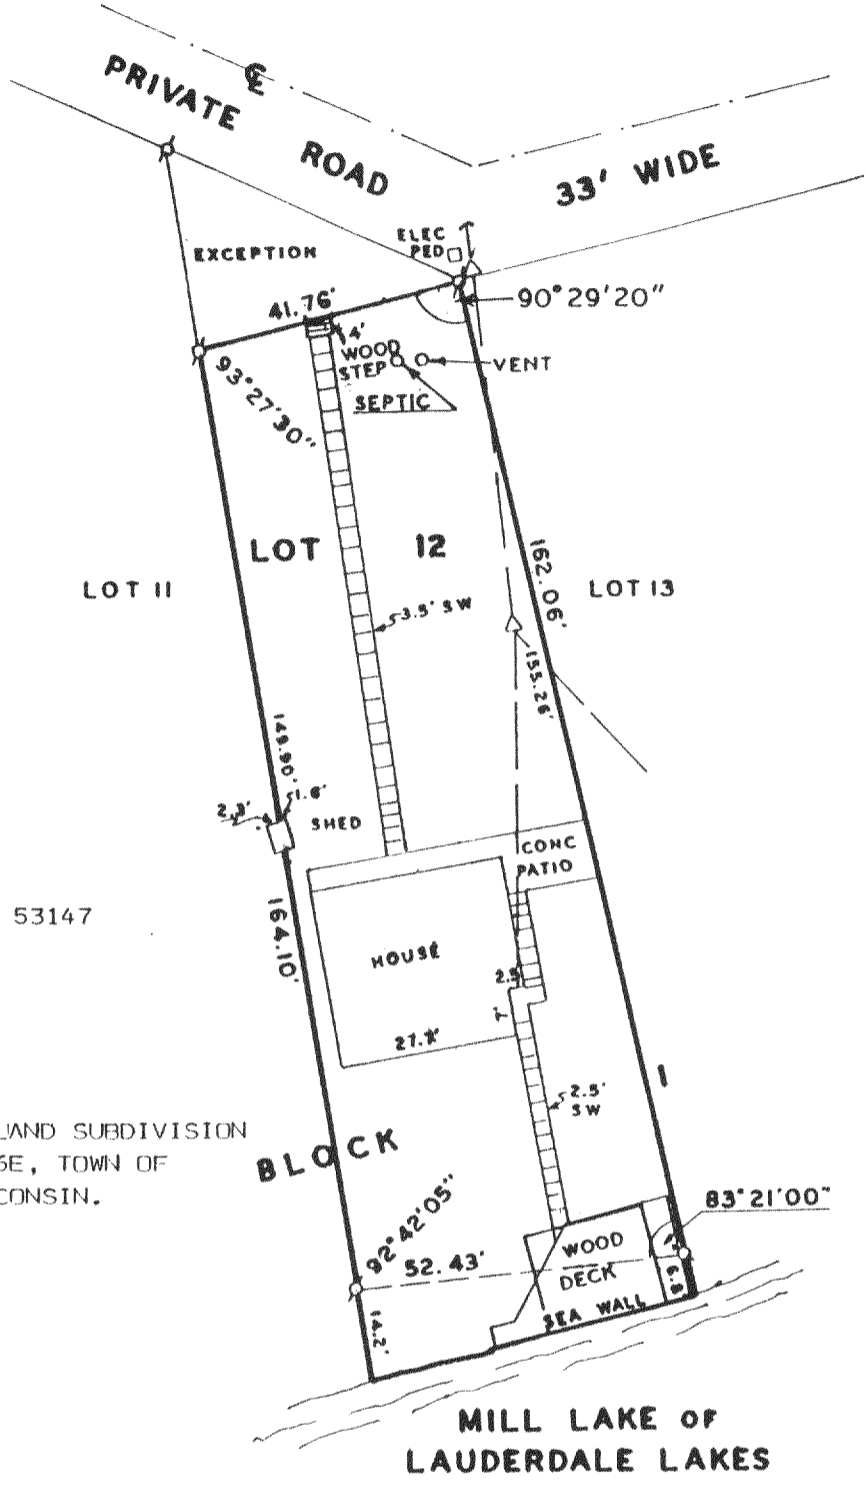 ℄
PRIVATE ROAD
33' WIDE
ELEC
PED
EXCEPTION
41.76'
90°29'20"
4'
WOOD
STEP
VENT
SEPTIC
93°27'30"
LOT 12
LOT 11
LOT 13
162.06'
3.5' SW
155.26'
149.90'
2.3'
1.6'
SHED
CONC
PATIO
53147
164.10'
HOUSE
2.5'
27.
2.5'
SW
1
LAND SUBDIVISION
6E, TOWN OF
CONSIN.
BLOCK
92°42'05"
83°21'00"
52.43'
WOOD
DECK
6.8'
SEA WALL
14.2'
MILL LAKE OF
LAUDERDALE LAKES